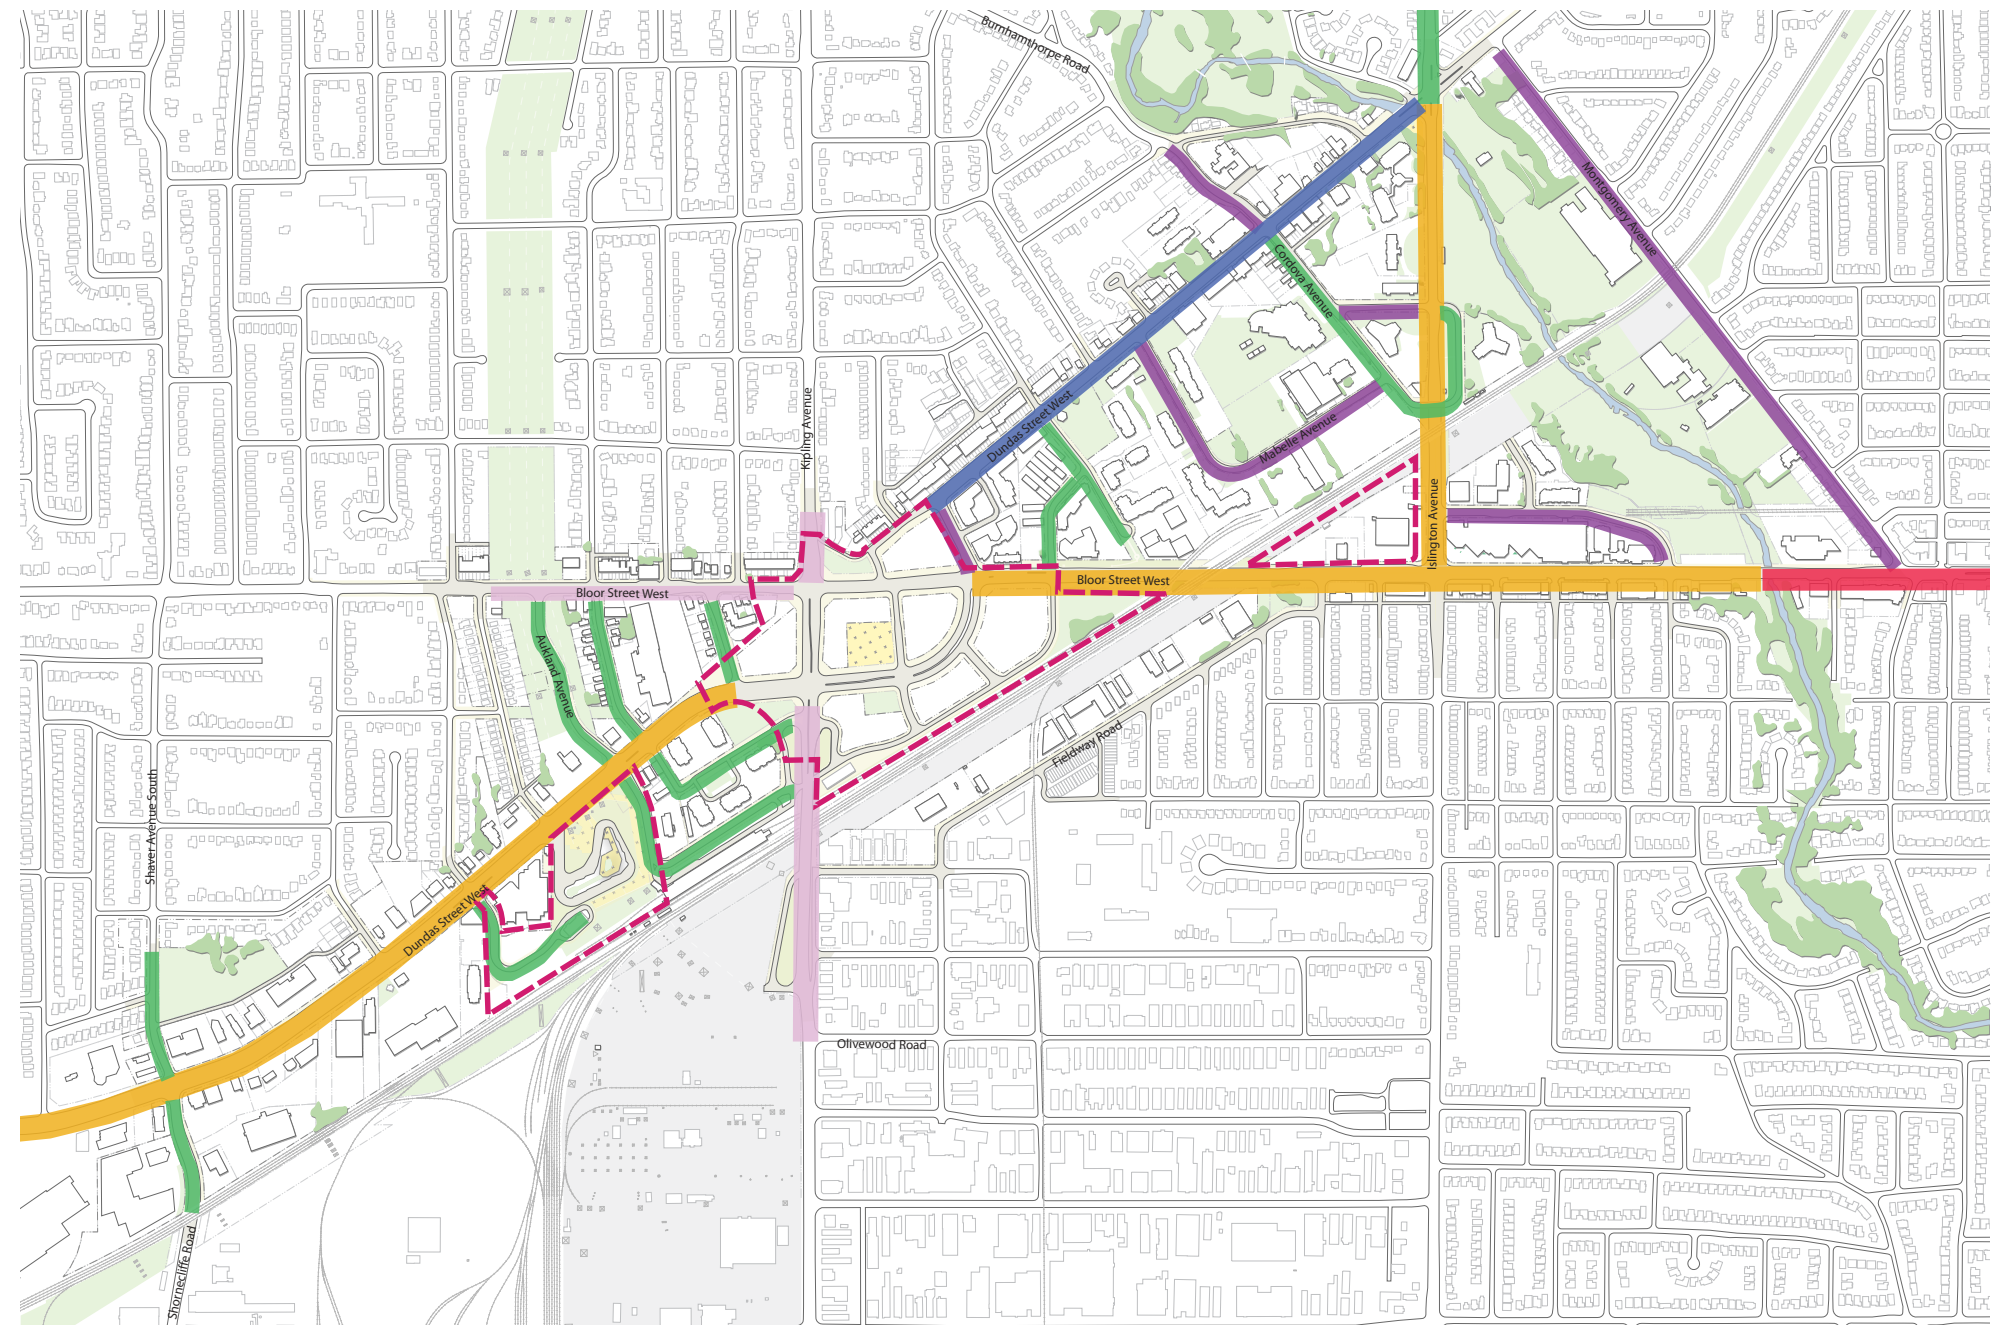 Burnhamthorpe Road
Montgomery Avenue
Cordova Avenue
Kipling Avenue
Dundas Street West
Mabelle Avenue
Islington Avenue
Bloor Street West
Bloor Street West
Aukland Avenue
Fieldway Road
Shaver Avenue South
Dundas Street West
Olivewood Road
Shornecliffe Road